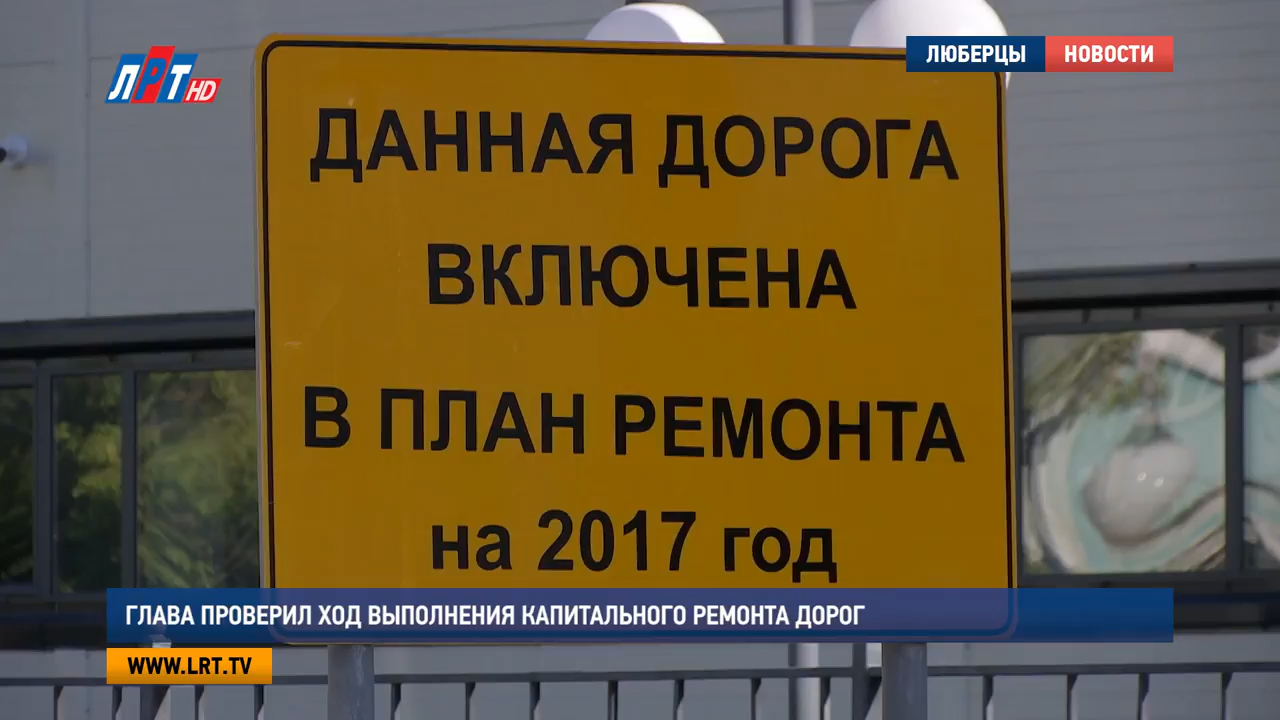 ЛРТ HD
ЛЮБЕРЦЫ НОВОСТИ
ДАННАЯ ДОРОГА
ВКЛЮЧЕНА
В ПЛАН РЕМОНТА
на 2017 год
ГЛАВА ПРОВЕРИЛ ХОД ВЫПОЛНЕНИЯ КАПИТАЛЬНОГО РЕМОНТА ДОРОГ
WWW.LRT.TV